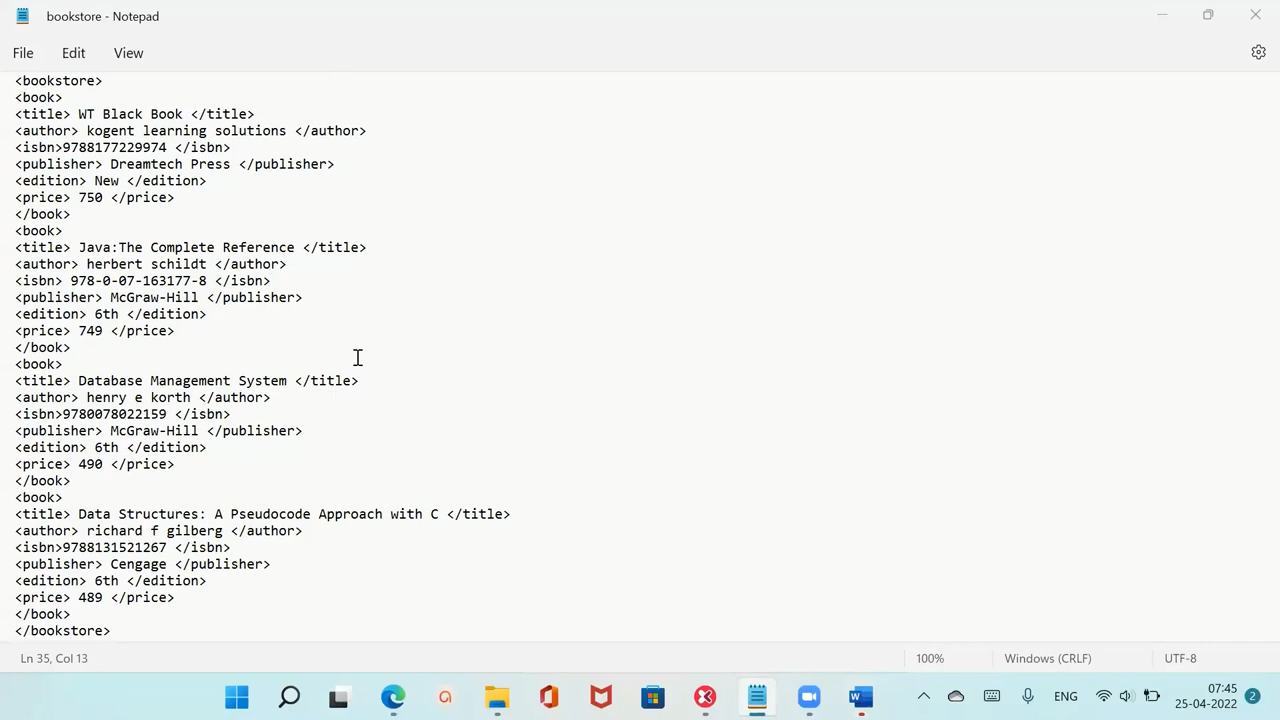 bookstore - Notepad
File Edit View
<bookstore>
<book>
<title> WT Black Book </title>
<author> kogent learning solutions </author>
<isbn>9788177229974 </isbn>
<publisher> Dreamtech Press </publisher>
<edition> New </edition>
<price> 750 </price>
</book>
<book>
<title> Java:The Complete Reference </title>
<author> herbert schildt </author>
<isbn> 978-0-07-163177-8 </isbn>
<publisher> McGraw-Hill </publisher>
<edition> 6th </edition>
<price> 749 </price>
</book>
<book>
<title> Database Management System </title>
<author> henry e korth </author>
<isbn>9780078022159 </isbn>
<publisher> McGraw-Hill </publisher>
<edition> 6th </edition>
<price> 490 </price>
</book>
<book>
<title> Data Structures: A Pseudocode Approach with C </title>
<author> richard f gilberg </author>
<isbn>9788131521267 </isbn>
<publisher> Cengage </publisher>
<edition> 6th </edition>
<price> 489 </price>
</book>
</bookstore>
Ln 35, Col 13 100% Windows (CRLF) UTF-8
ENG 07:45 2
25-04-2022